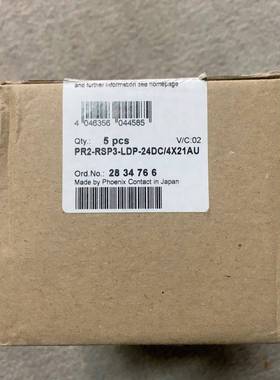 and further information see homepage
4 046356 044585
Qty.: 5 pcs V/C:02
PR2-RSP3-LDP-24DC/4X21AU
Ord.No.: 28 34 76 6
Made by Phoenix Contact in Japan